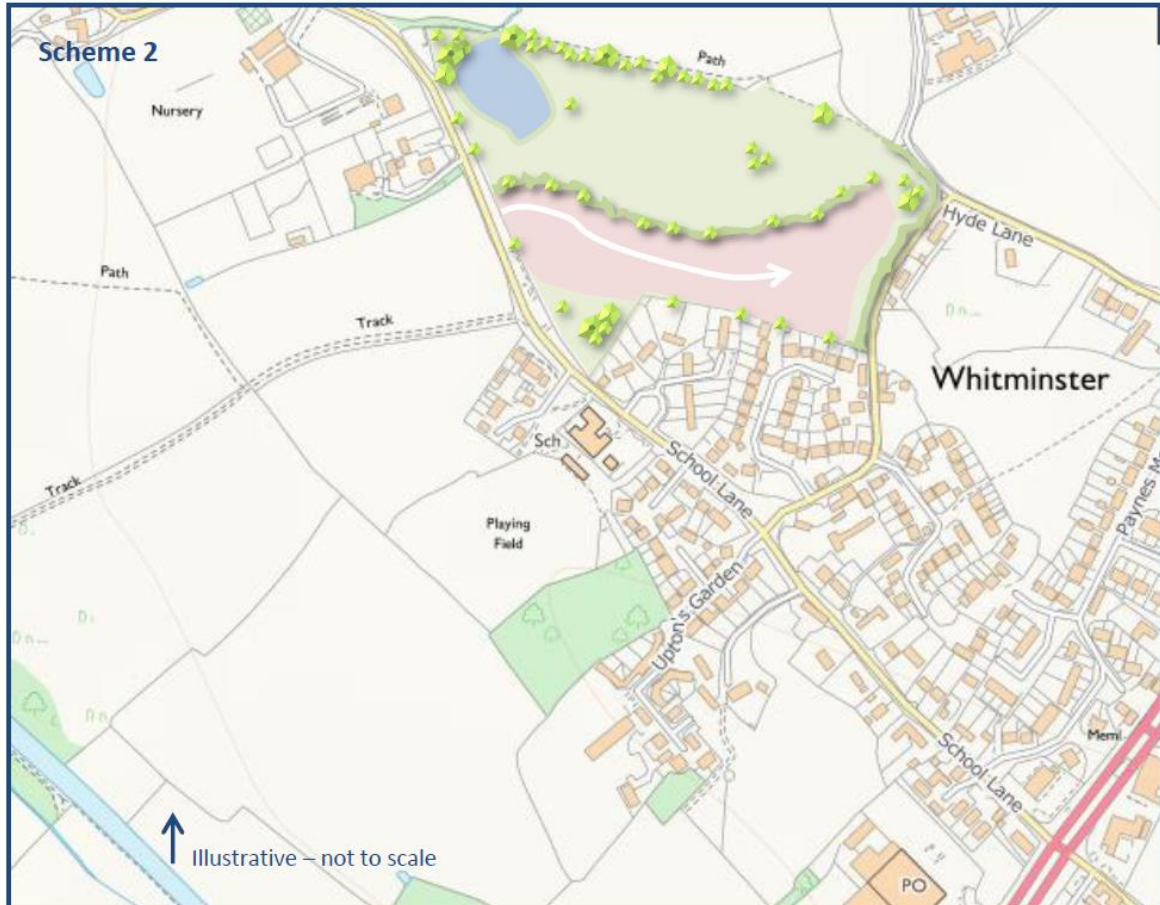 Scheme 2
Path
Nursery
Hyde Lane
Path
Track
Whitminster
Sch
School Lane
Track
Playing
Field
Upton's Garden
School Lane
Meml
Illustrative – not to scale
PO